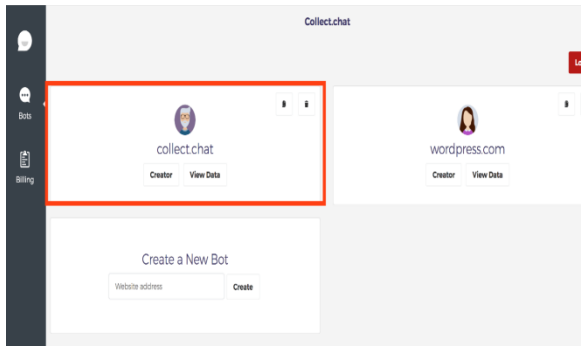 Collect.chat
Lo
Bots
Billing
collect.chat
Creator View Data
wordpress.com
Creator View Data
Create a New Bot
Website address Create